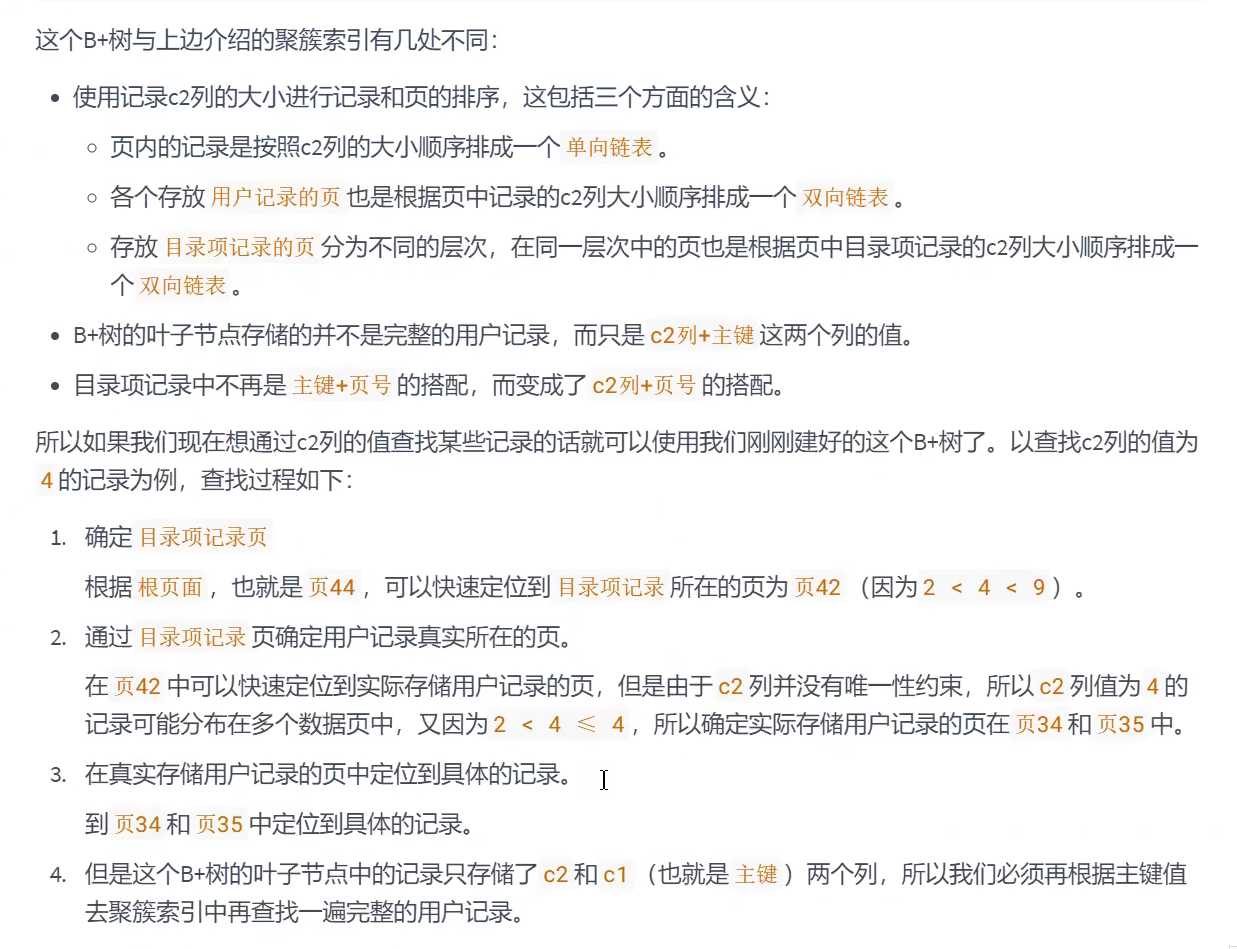 这个B+树与上边介绍的聚簇索引有几处不同：
使用记录c2列的大小进行记录和页的排序，这包括三个方面的含义：
页内的记录是按照c2列的大小顺序排成一个 单向链表 。
各个存放 用户记录的页 也是根据页中记录的c2列大小顺序排成一个 双向链表 。
存放 目录项记录的页 分为不同的层次，在同一层次中的页也是根据页中目录项记录的c2列大小顺序排成一
个 双向链表 。
B+树的叶子节点存储的并不是完整的用户记录，而只是 c2列+主键 这两个列的值。
目录项记录中不再是 主键+页号 的搭配，而变成了 c2列+页号 的搭配。
所以如果我们现在想通过c2列的值查找某些记录的话就可以使用我们刚刚建好的这个B+树了。以查找c2列的值为
4 的记录为例，查找过程如下：
1. 确定 目录项记录页
根据 根页面 ，也就是 页44 ，可以快速定位到 目录项记录 所在的页为 页42 （因为 2 < 4 < 9 ）。
2. 通过 目录项记录 页确定用户记录真实所在的页。
在 页42 中可以快速定位到实际存储用户记录的页，但是由于 c2 列并没有唯一性约束，所以 c2 列值为 4 的
记录可能分布在多个数据页中，又因为 2 < 4 ≤ 4 ，所以确定实际存储用户记录的页在 页34 和 页35 中。
3. 在真实存储用户记录的页中定位到具体的记录。
到 页34 和 页35 中定位到具体的记录。
4. 但是这个B+树的叶子节点中的记录只存储了 c2 和 c1 （也就是 主键 ）两个列，所以我们必须再根据主键值
去聚簇索引中再查找一遍完整的用户记录。